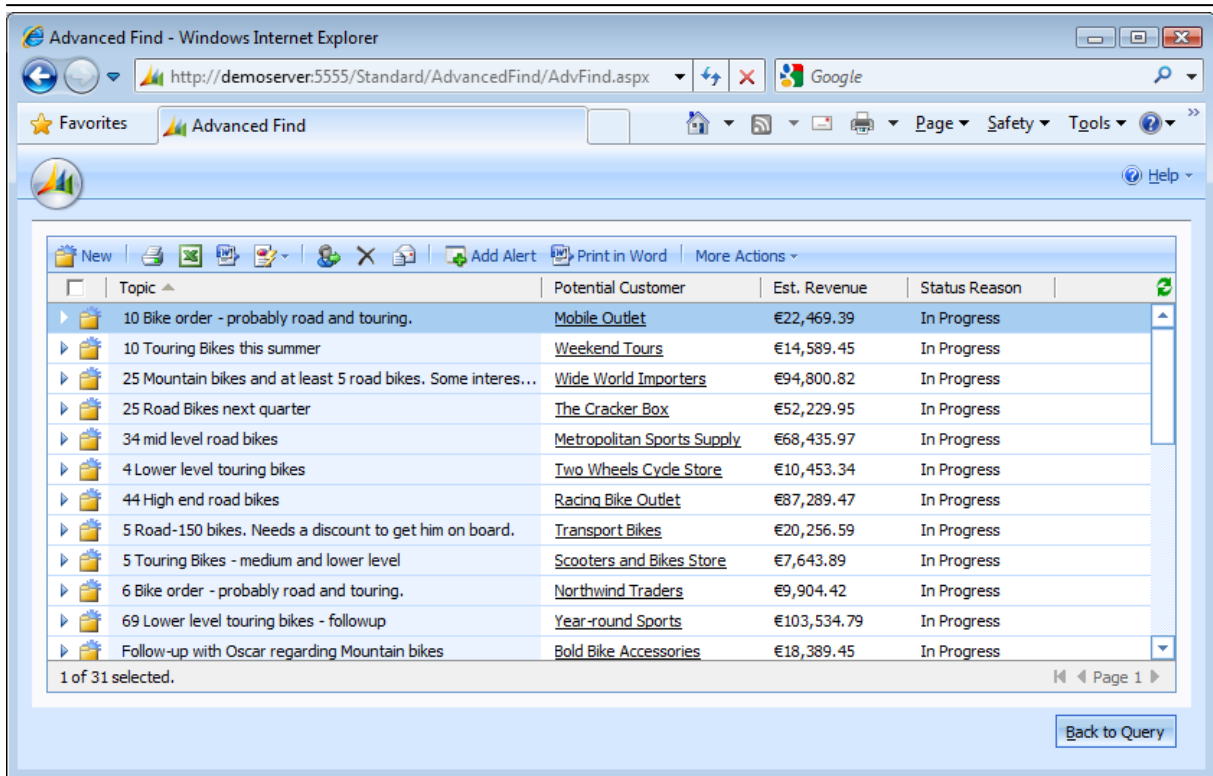 Advanced Find - Windows Internet Explorer
http://demoserver:5555/Standard/AdvancedFind/AdvFind.aspx Google
Favorites Advanced Find Page Safety Tools
Help
New Add Alert Print in Word More Actions
Topic Potential Customer Est. Revenue Status Reason
10 Bike order - probably road and touring. Mobile Outlet €22,469.39 In Progress
10 Touring Bikes this summer Weekend Tours €14,589.45 In Progress
25 Mountain bikes and at least 5 road bikes. Some interes... Wide World Importers €94,800.82 In Progress
25 Road Bikes next quarter The Cracker Box €52,229.95 In Progress
34 mid level road bikes Metropolitan Sports Supply €68,435.97 In Progress
4 Lower level touring bikes Two Wheels Cycle Store €10,453.34 In Progress
44 High end road bikes Racing Bike Outlet €87,289.47 In Progress
5 Road-150 bikes. Needs a discount to get him on board. Transport Bikes €20,256.59 In Progress
5 Touring Bikes - medium and lower level Scooters and Bikes Store €7,643.89 In Progress
6 Bike order - probably road and touring. Northwind Traders €9,904.42 In Progress
69 Lower level touring bikes - followup Year-round Sports €103,534.79 In Progress
Follow-up with Oscar regarding Mountain bikes Bold Bike Accessories €18,389.45 In Progress
1 of 31 selected. Page 1
Back to Query